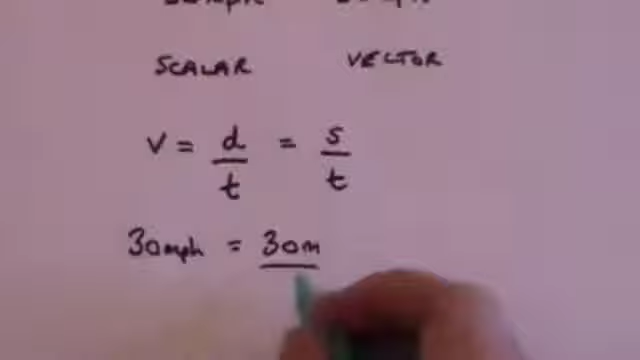 SCALAR VECTOR
V = d/t = s/t
30mph = 30m